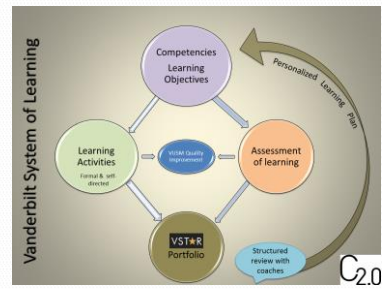 Vanderbilt System of Learning
Competencies
Learning
Objectives
Personalized Learning Plan
Learning
Activities
Formal & self-
directed
VUSM Quality
Improvement
Assessment
of learning
VSTAR
Portfolio
Structured
review with
coaches
C2.0